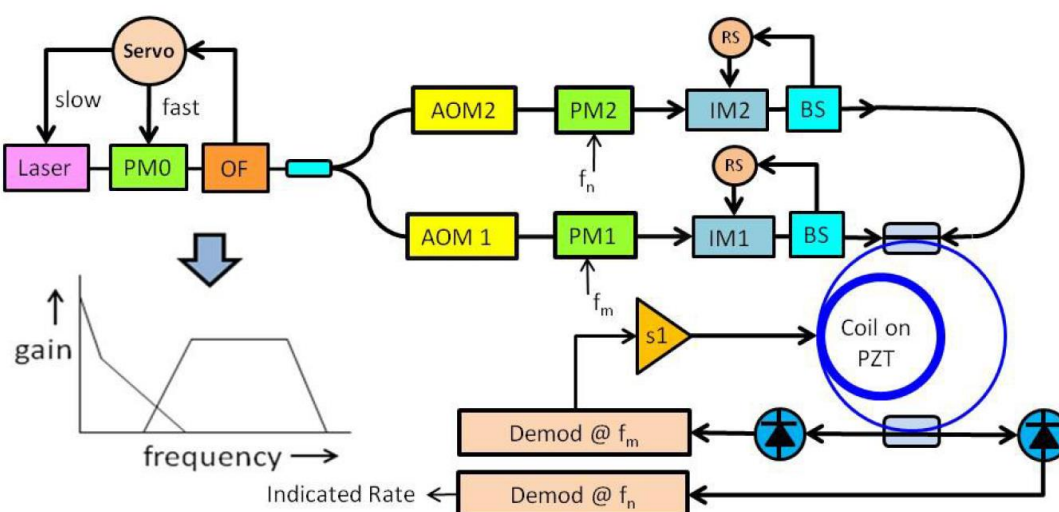 Servo
slow
fast
Laser
PM0
OF
AOM2
PM2
f_n
RS
IM2
BS
AOM 1
PM1
f_m
RS
IM1
BS
gain
frequency
s1
Coil on
PZT
Demod @ f_m
Indicated Rate
Demod @ f_n